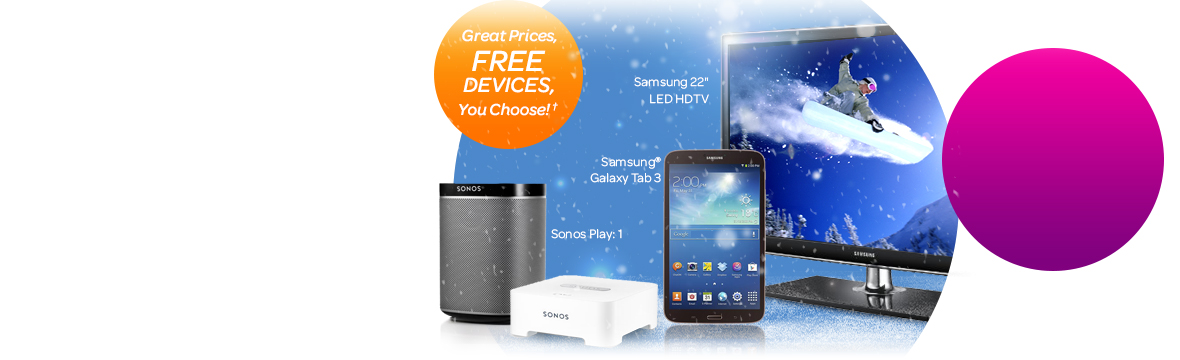 Great Prices,
FREE
DEVICES,
You Choose!†
Samsung 22"
LED HDTV
Samsung®
Galaxy Tab 3
Sonos Play: 1
SONOS
SONOS
SAMSUNG
2:00
Google
SAMSUNG